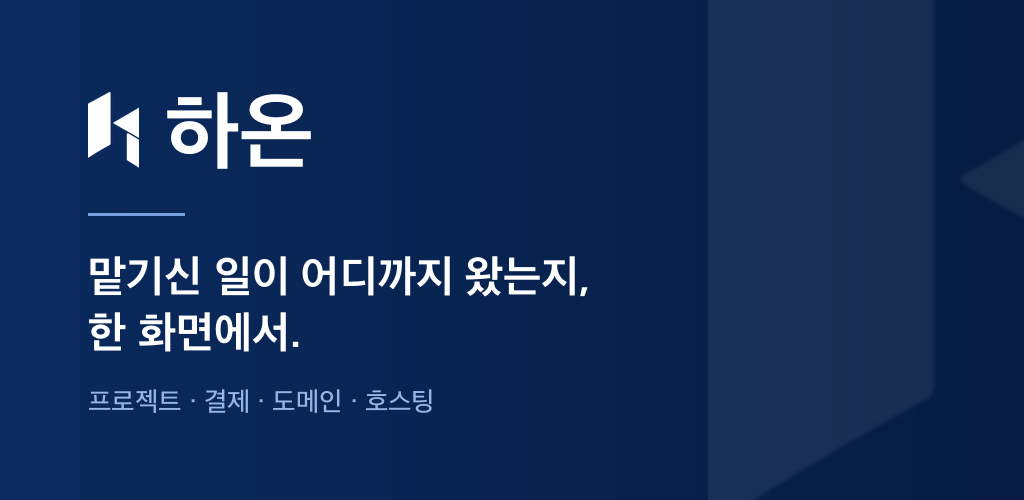 하온
맡기신 일이 어디까지 왔는지,
한 화면에서.
프로젝트 · 결제 · 도메인 · 호스팅